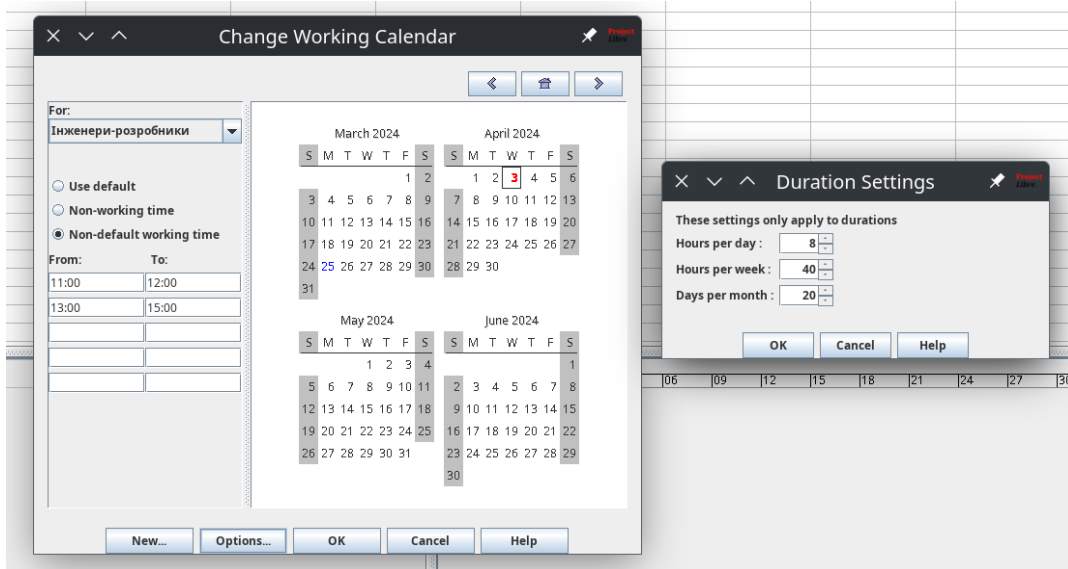 Change Working Calendar
Project
Libre
For:
Інженери-розробники
Use default
Non-working time
Non-default working time
From: To:
11:00 12:00
13:00 15:00
March 2024
S M T W T F S
1 2
3 4 5 6 7 8 9
10 11 12 13 14 15 16
17 18 19 20 21 22 23
24 25 26 27 28 29 30
31
April 2024
S M T W T F S
1 2 3 4 5 6
7 8 9 10 11 12 13
14 15 16 17 18 19 20
21 22 23 24 25 26 27
28 29 30
May 2024
S M T W T F S
1 2 3 4
5 6 7 8 9 10 11
12 13 14 15 16 17 18
19 20 21 22 23 24 25
26 27 28 29 30 31
June 2024
S M T W T F S
1
2 3 4 5 6 7 8
9 10 11 12 13 14 15
16 17 18 19 20 21 22
23 24 25 26 27 28 29
30
New... Options... OK Cancel Help
Duration Settings
Project
Libre
These settings only apply to durations
Hours per day : 8
Hours per week : 40
Days per month : 20
OK Cancel Help
06 09 12 15 18 21 24 27 30